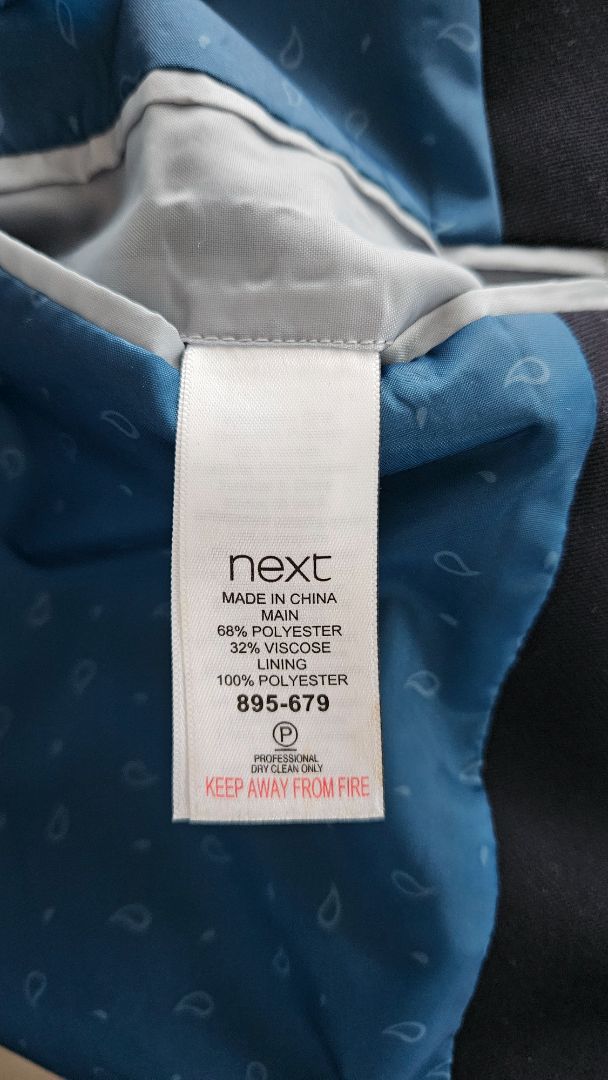 next
MADE IN CHINA
MAIN
68% POLYESTER
32% VISCOSE
LINING
100% POLYESTER
895-679
P
PROFESSIONAL
DRY CLEAN ONLY
KEEP AWAY FROM FIRE